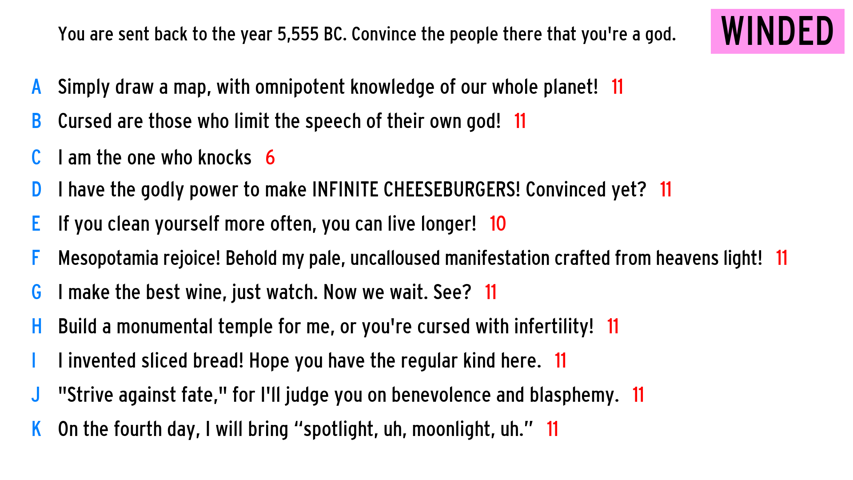 You are sent back to the year 5,555 BC. Convince the people there that you're a god.
WINDED
A Simply draw a map, with omnipotent knowledge of our whole planet! 11
B Cursed are those who limit the speech of their own god! 11
C I am the one who knocks 6
D I have the godly power to make INFINITE CHEESEBURGERS! Convinced yet? 11
E If you clean yourself more often, you can live longer! 10
F Mesopotamia rejoice! Behold my pale, uncalloused manifestation crafted from heavens light! 11
G I make the best wine, just watch. Now we wait. See? 11
H Build a monumental temple for me, or you're cursed with infertility! 11
I I invented sliced bread! Hope you have the regular kind here. 11
J "Strive against fate," for I'll judge you on benevolence and blasphemy. 11
K On the fourth day, I will bring “spotlight, uh, moonlight, uh.” 11